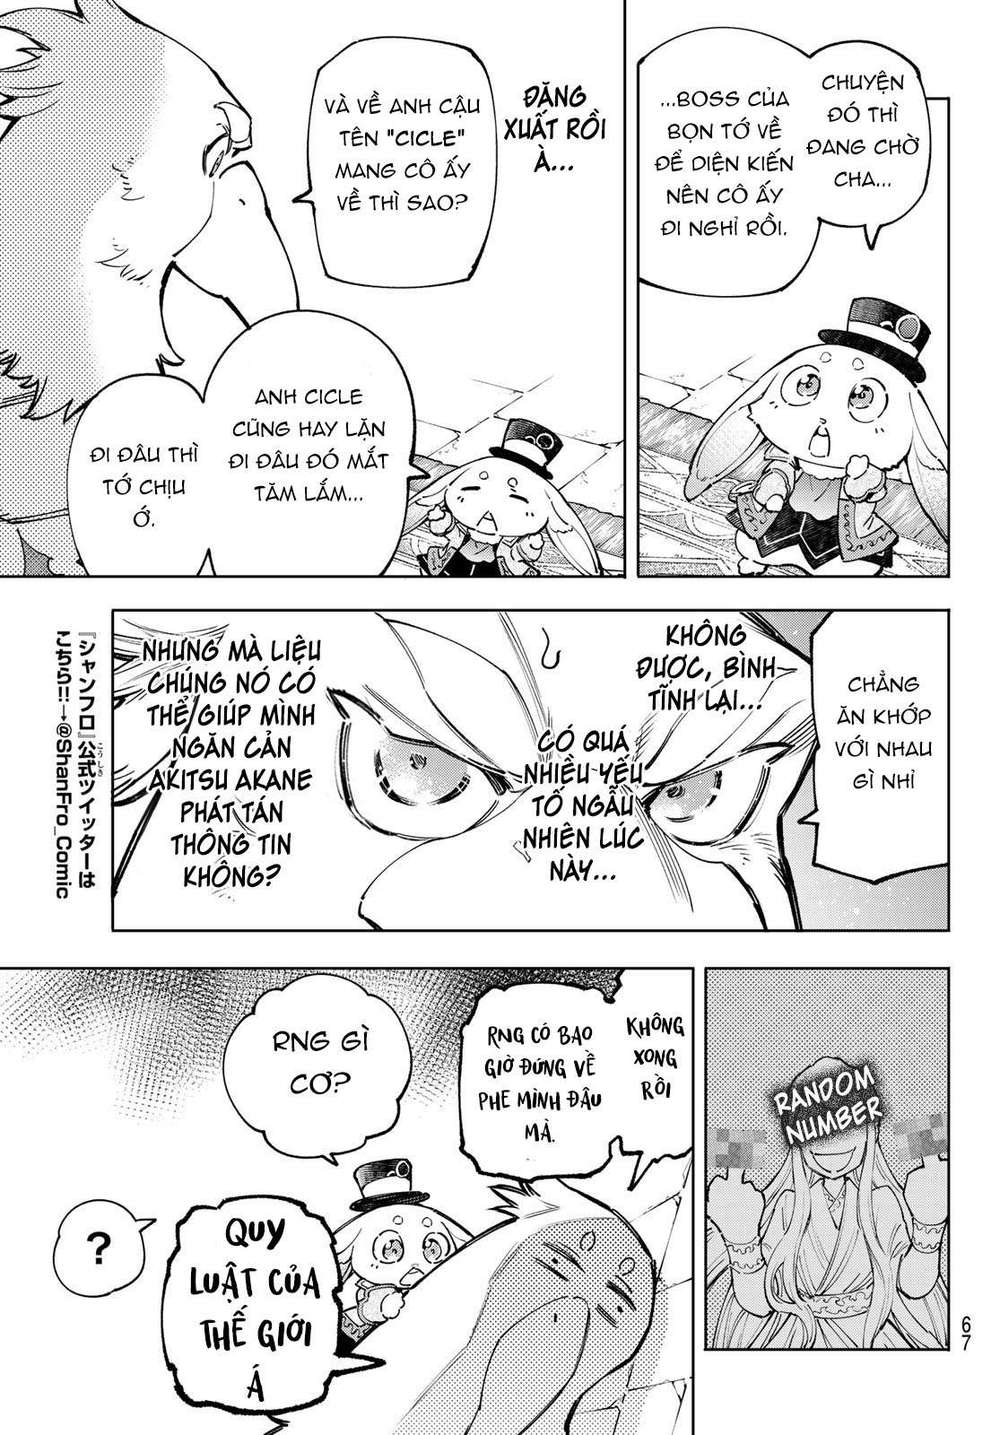 CHUYỆN
ĐÓ THÌ
ĐANG CHỜ
CHA...
...BOSS CỦA
BỌN TỚ VỀ
ĐỂ DIỆN KIẾN
NÊN CÔ ẤY
ĐI NGHỈ RỒI.
ĐĂNG
XUẤT RỒI
À...
VÀ VỀ ANH CẬU
TÊN "CICLE"
MANG CÔ ẤY
VỀ THÌ SAO?
ANH CICLE
CŨNG HAY LẶN
ĐI ĐÂU ĐÓ MẮT
TĂM LẮM...
ĐI ĐÂU THÌ
TỚ CHỊU
Ớ.
CHẲNG
ĂN KHỚP
VỚI NHAU
GÌ NHỈ
KHÔNG
ĐƯỢC, BÌNH
TĨNH LẠI...
CÓ QUÁ
NHIỀU YẾU
TỐ NGẪU
NHIÊN LÚC
NÀY...
NHƯNG MÀ LIỆU
CHÚNG NÓ CÓ
THỂ GIÚP MÌNH
NGĂN CẢN
AKITSU AKANE
PHÁT TÁN
THÔNG TIN
KHÔNG?
『シャンフロ』公式ツイッターは
こうしき
こちら!!→@ShanFro_Comic
RANDOM
NUMBER
KHÔNG
XONG
RỒI
RNG CÓ BAO
GIỜ ĐỨNG VỀ
PHE MÌNH ĐÂU
MÀ.
RNG GÌ
CƠ?
QUY
LUẬT CỦA
THẾ GIỚI
Á
?
67